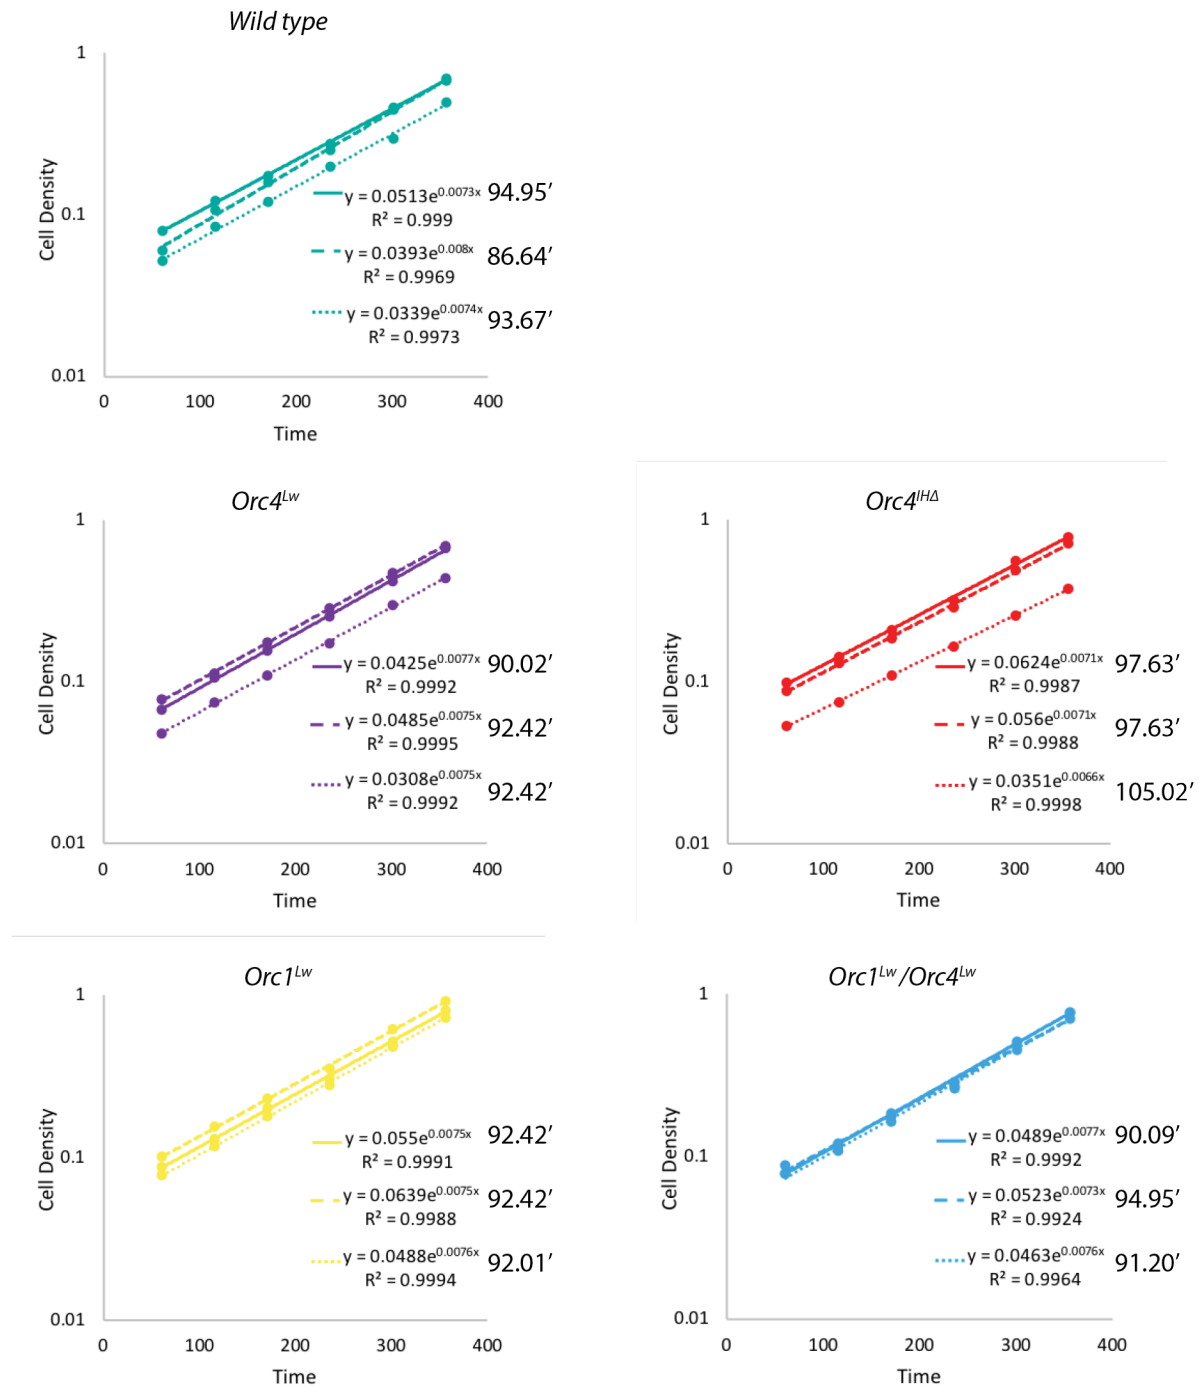 Wild type
1
0.1
0.01
Cell Density
y = 0.0513e^0.0073x 94.95′
R² = 0.999
y = 0.0393e^0.008x 86.64′
R² = 0.9969
y = 0.0339e^0.0074x 93.67′
R² = 0.9973
0 100 200 300 400
Time
Orc4^Lw
1
0.1
0.01
Cell Density
y = 0.0425e^0.0077x 90.02′
R² = 0.9992
y = 0.0485e^0.0075x 92.42′
R² = 0.9995
y = 0.0308e^0.0075x 92.42′
R² = 0.9992
0 100 200 300 400
Time
Orc4^IHΔ
1
0.1
0.01
Cell Density
y = 0.0624e^0.0071x 97.63′
R² = 0.9987
y = 0.056e^0.0071x 97.63′
R² = 0.9988
y = 0.0351e^0.0066x 105.02′
R² = 0.9998
0 100 200 300 400
Time
Orc1^Lw
1
0.1
0.01
Cell Density
y = 0.055e^0.0075x 92.42′
R² = 0.9991
y = 0.0639e^0.0075x 92.42′
R² = 0.9988
y = 0.0488e^0.0076x 92.01′
R² = 0.9994
0 100 200 300 400
Time
Orc1^Lw/Orc4^Lw
1
0.1
0.01
Cell Density
y = 0.0489e^0.0077x 90.09′
R² = 0.9992
y = 0.0523e^0.0073x 94.95′
R² = 0.9924
y = 0.0463e^0.0076x 91.20′
R² = 0.9964
0 100 200 300 400
Time